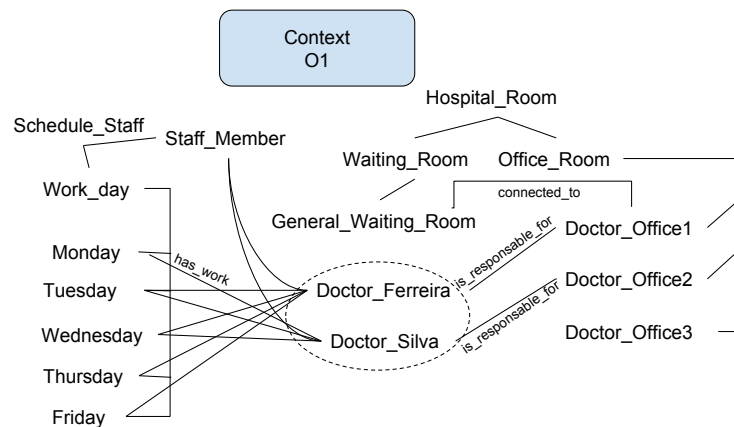 Context
O1
Hospital_Room
Schedule_Staff
Staff_Member
Waiting_Room
Office_Room
Work_day
connected_to
General_Waiting_Room
Doctor_Office1
Monday
has_work
is_responsable_for
Tuesday
Doctor_Ferreira
Doctor_Office2
Wednesday
Doctor_Silva
is_responsable_for
Doctor_Office3
Thursday
Friday